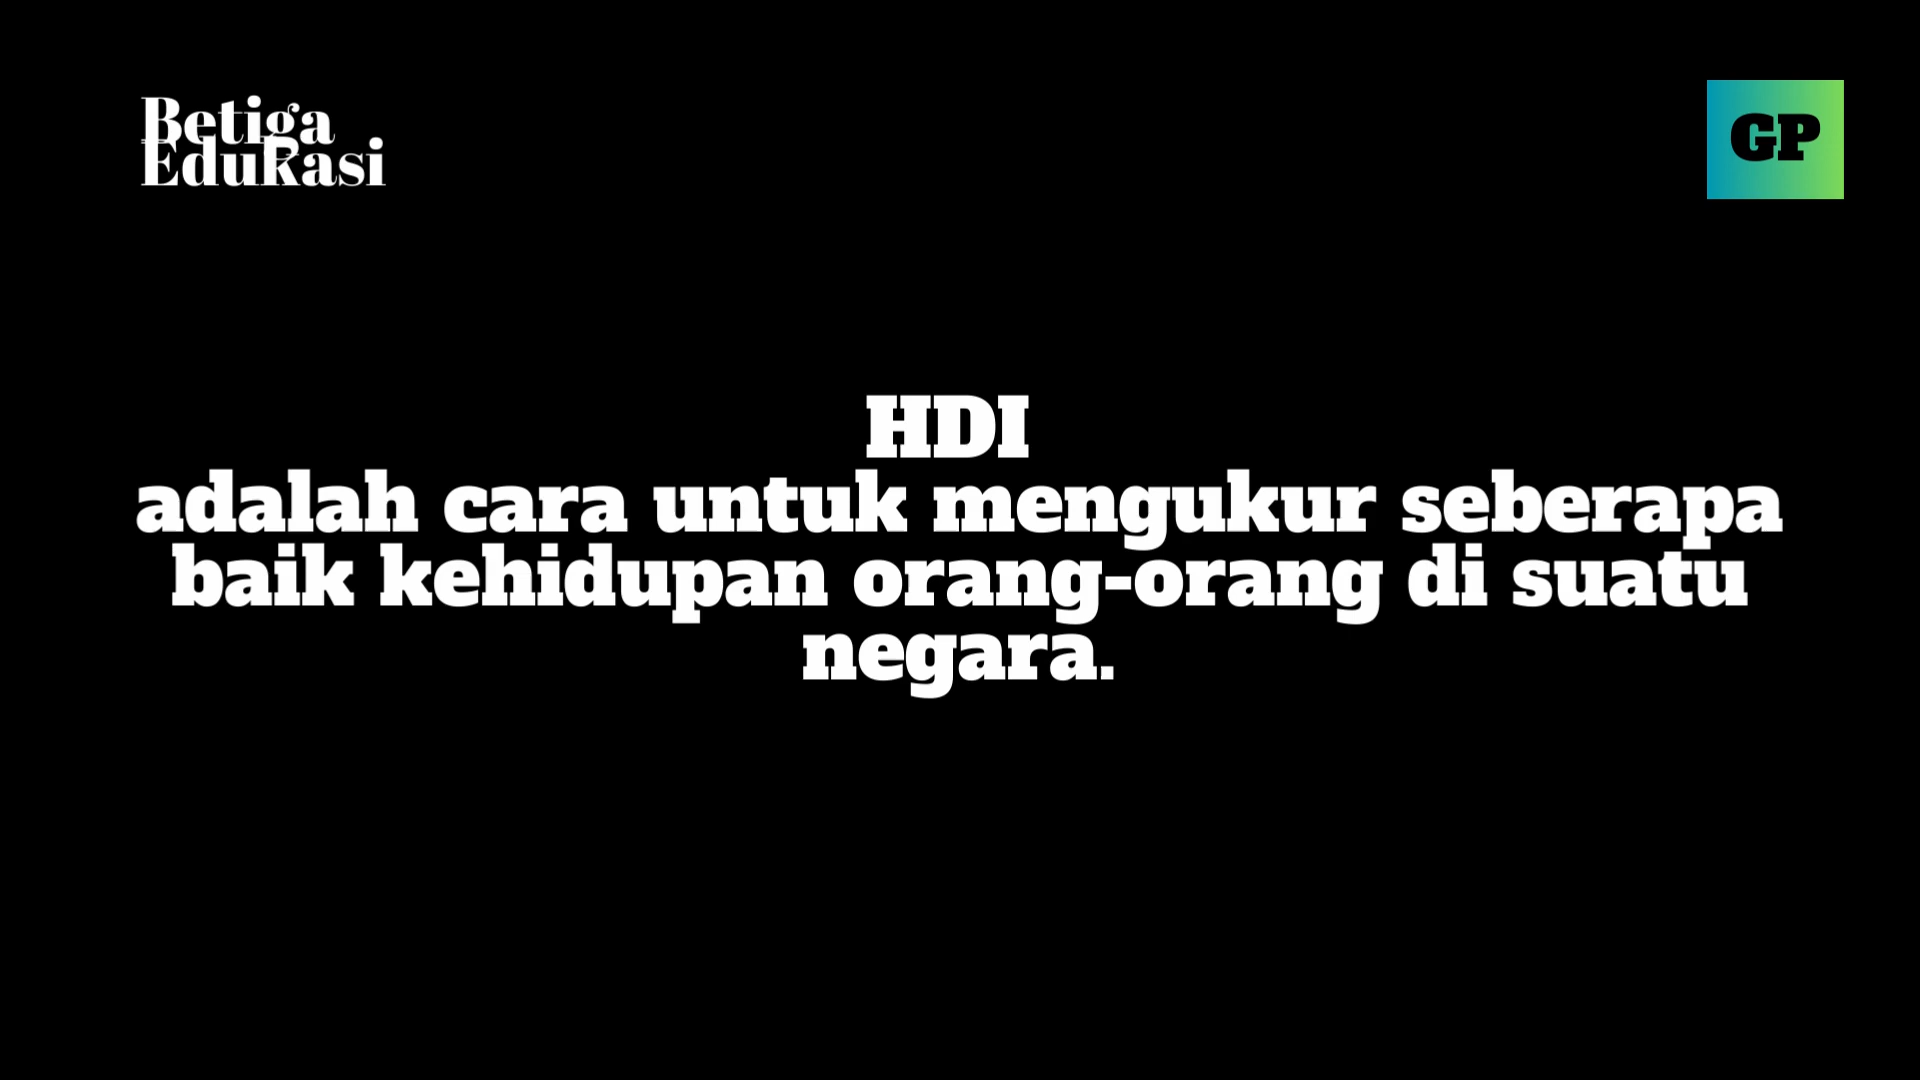 Betiga
Edukasi
GP
HDI
adalah cara untuk mengukur seberapa
baik kehidupan orang-orang di suatu
negara.